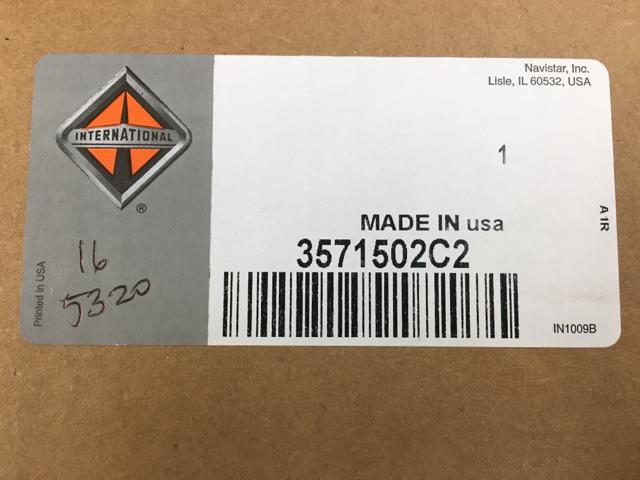 Navistar, Inc.
Lisle, IL 60532, USA
INTERNATIONAL
®
1
MADE IN usa
3571502C2
A1R
16
5320
Printed in USA
IN1009B